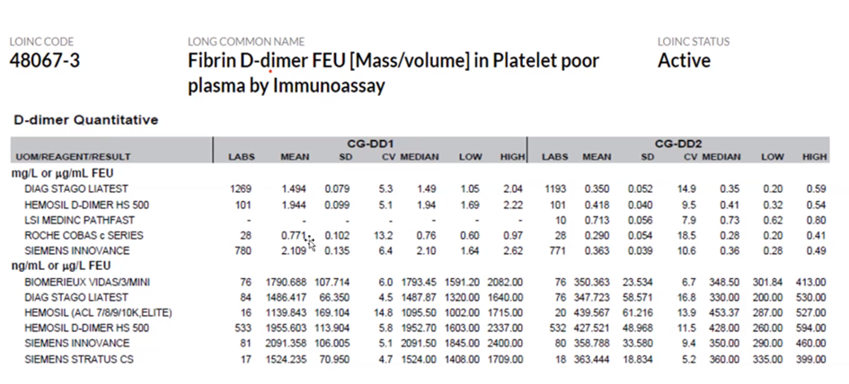 LOINC CODE LONG COMMON NAME LOINC STATUS
48067-3 Fibrin D-dimer FEU [Mass/volume] in Platelet poor Active
plasma by Immunoassay
D-dimer Quantitative
CG-DD1 CG-DD2
UOM/REAGENT/RESULT LABS MEAN SD CV MEDIAN LOW HIGH LABS MEAN SD CV MEDIAN LOW HIGH
mg/L or µg/mL FEU
DIAG STAGO LIATEST 1269 1.494 0.079 5.3 1.49 1.05 2.04 1193 0.350 0.052 14.9 0.35 0.20 0.59
HEMOSIL D-DIMER HS 500 101 1.944 0.099 5.1 1.94 1.69 2.22 101 0.418 0.040 9.5 0.41 0.32 0.54
LSI MEDINC PATHFAST - - - - - - - 10 0.713 0.056 7.9 0.73 0.62 0.80
ROCHE COBAS c SERIES 28 0.771 0.102 13.2 0.76 0.60 0.97 28 0.290 0.054 18.5 0.28 0.20 0.41
SIEMENS INNOVANCE 780 2.109 0.135 6.4 2.10 1.64 2.62 771 0.363 0.039 10.6 0.36 0.28 0.49
ng/mL or µg/L FEU
BIOMERIEUX VIDAS/3/MINI 76 1790.688 107.714 6.0 1793.45 1591.20 2082.00 76 350.363 23.534 6.7 348.50 301.84 413.00
DIAG STAGO LIATEST 84 1486.417 66.350 4.5 1487.87 1320.00 1640.00 76 347.723 58.571 16.8 330.00 200.00 530.00
HEMOSIL (ACL 7/8/9/10K,ELITE) 16 1139.843 169.104 14.8 1095.50 1002.00 1715.00 20 439.567 61.216 13.9 453.37 287.00 527.00
HEMOSIL D-DIMER HS 500 533 1955.603 113.904 5.8 1952.70 1603.00 2337.00 532 427.521 48.968 11.5 428.00 260.00 594.00
SIEMENS INNOVANCE 81 2091.358 106.005 5.1 2091.50 1845.00 2400.00 80 358.788 33.580 9.4 350.00 290.00 460.00
SIEMENS STRATUS CS 17 1524.235 70.950 4.7 1524.00 1408.00 1709.00 18 363.444 18.834 5.2 360.00 335.00 399.00